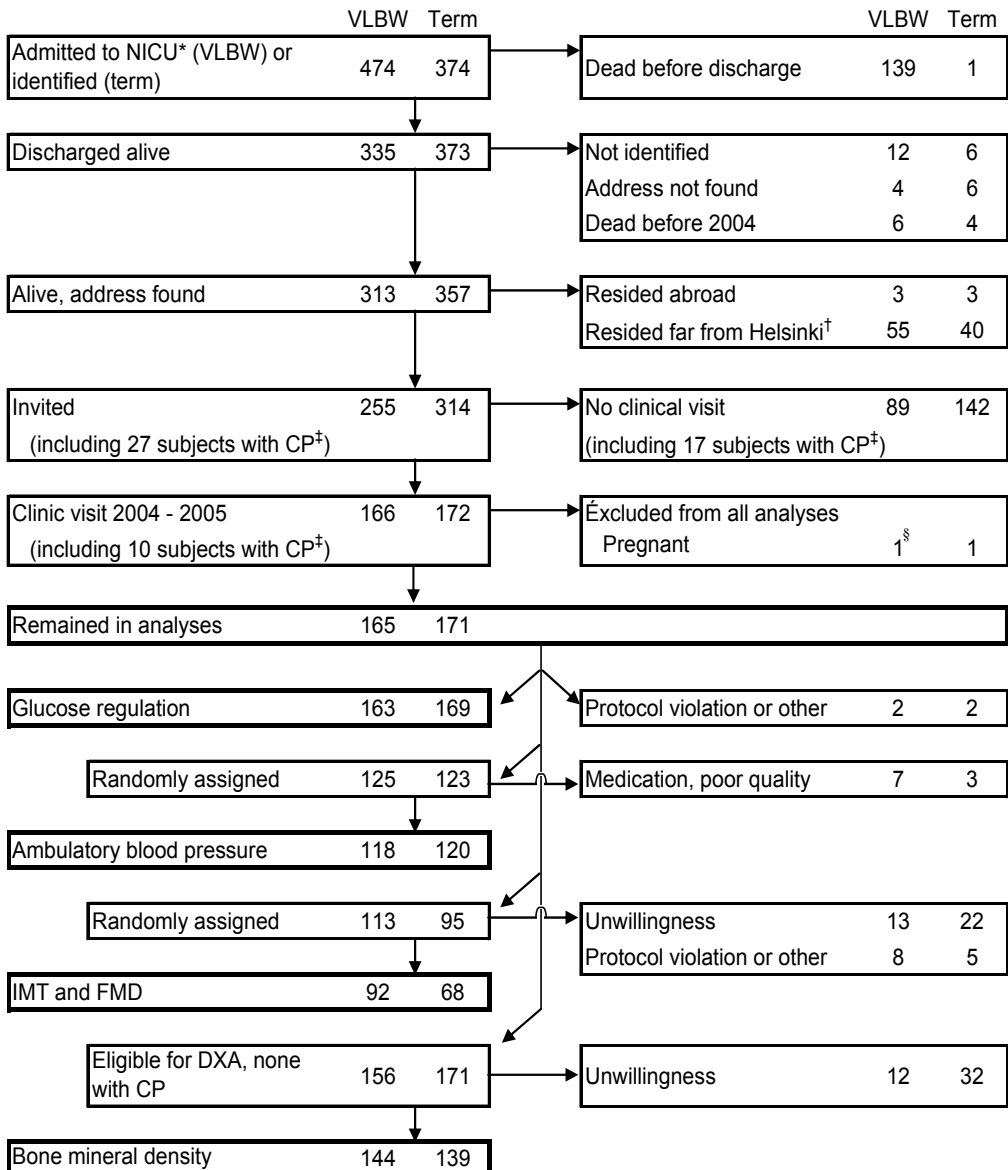 VLBW Term VLBW Term
Admitted to NICU* (VLBW) or
identified (term) 474 374 Dead before discharge 139 1
Discharged alive 335 373 Not identified 12 6
Address not found 4 6
Dead before 2004 6 4
Alive, address found 313 357 Resided abroad 3 3
Resided far from Helsinki† 55 40
Invited 255 314 No clinical visit 89 142
(including 27 subjects with CP‡) (including 17 subjects with CP‡)
Clinic visit 2004 - 2005 166 172 Éxcluded from all analyses
(including 10 subjects with CP‡) Pregnant 1§ 1
Remained in analyses 165 171
Glucose regulation 163 169 Protocol violation or other 2 2
Randomly assigned 125 123 Medication, poor quality 7 3
Ambulatory blood pressure 118 120
Randomly assigned 113 95 Unwillingness 13 22
Protocol violation or other 8 5
IMT and FMD 92 68
Eligible for DXA, none
with CP 156 171 Unwillingness 12 32
Bone mineral density 144 139